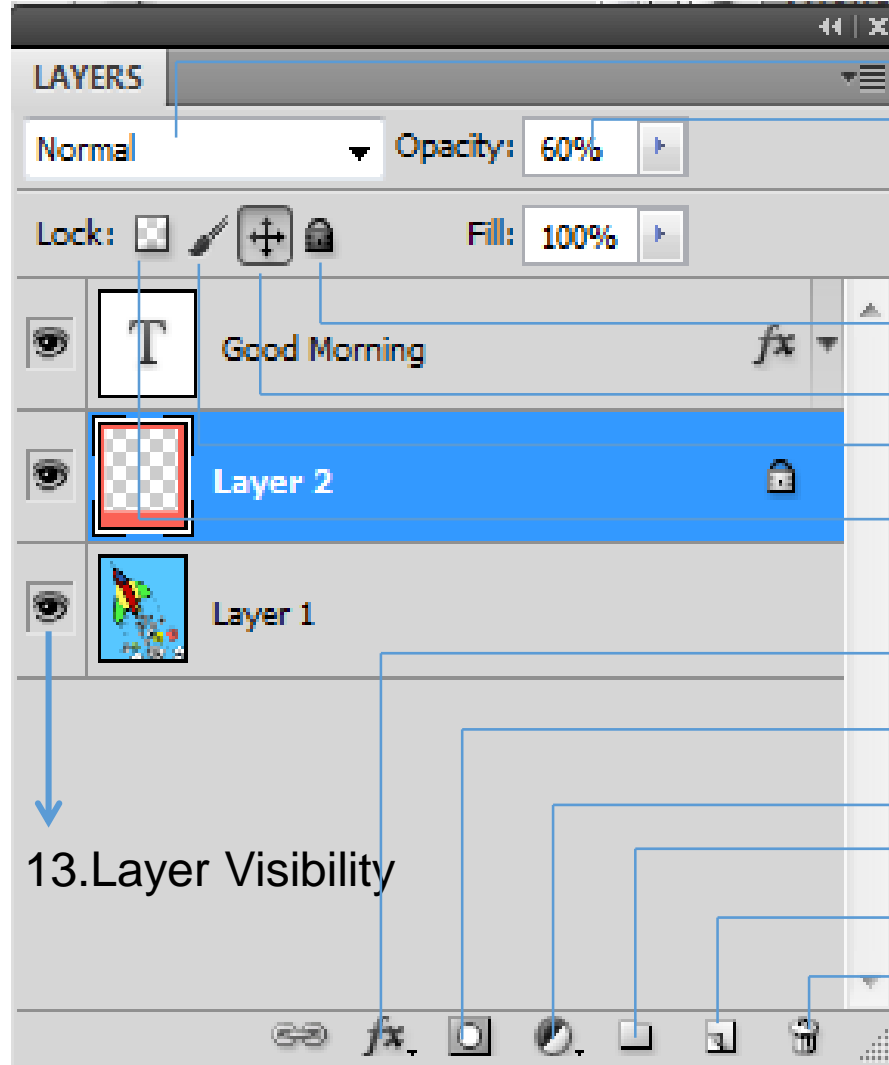 LAYERS
Normal Opacity: 60%
Lock: Fill: 100%
T Good Morning fx
Layer 2
Layer 1
13.Layer Visibility
fx.